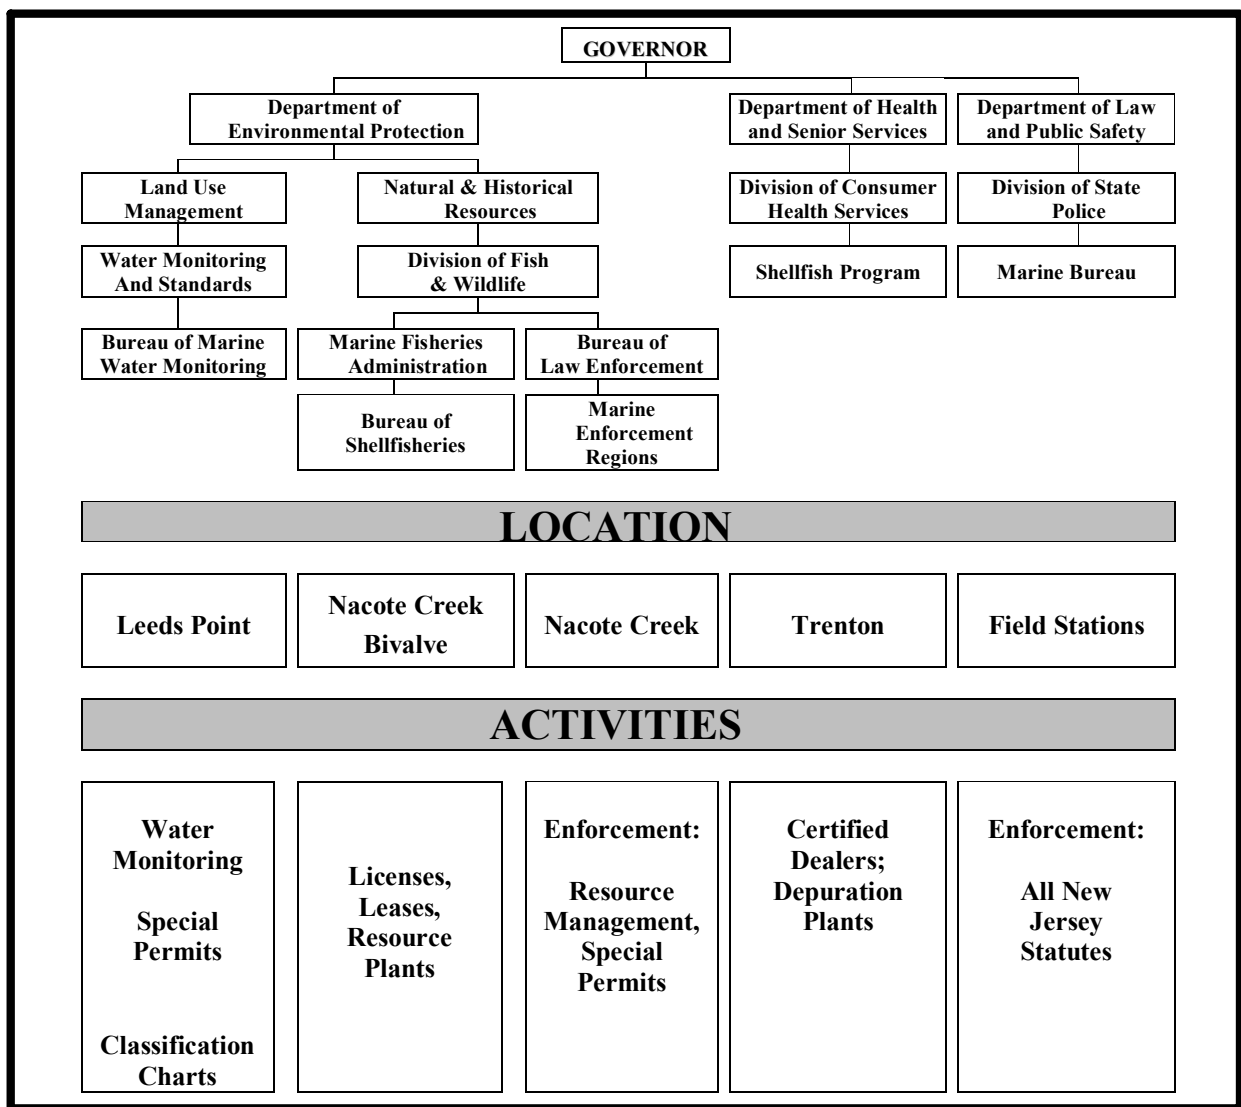 GOVERNOR
Department of
Environmental Protection
Department of Health
and Senior Services
Department of Law
and Public Safety
Land Use
Management
Natural & Historical
Resources
Division of Consumer
Health Services
Division of State
Police
Water Monitoring
And Standards
Division of Fish
& Wildlife
Shellfish Program
Marine Bureau
Bureau of Marine
Water Monitoring
Marine Fisheries
Administration
Bureau of
Law Enforcement
Bureau of
Shellfisheries
Marine
Enforcement
Regions
LOCATION
Leeds Point
Nacote Creek
Bivalve
Nacote Creek
Trenton
Field Stations
ACTIVITIES
Water
Monitoring
Special
Permits
Classification
Charts
Licenses,
Leases,
Resource
Plants
Enforcement:
Resource
Management,
Special
Permits
Certified
Dealers;
Depuration
Plants
Enforcement:
All New
Jersey
Statutes